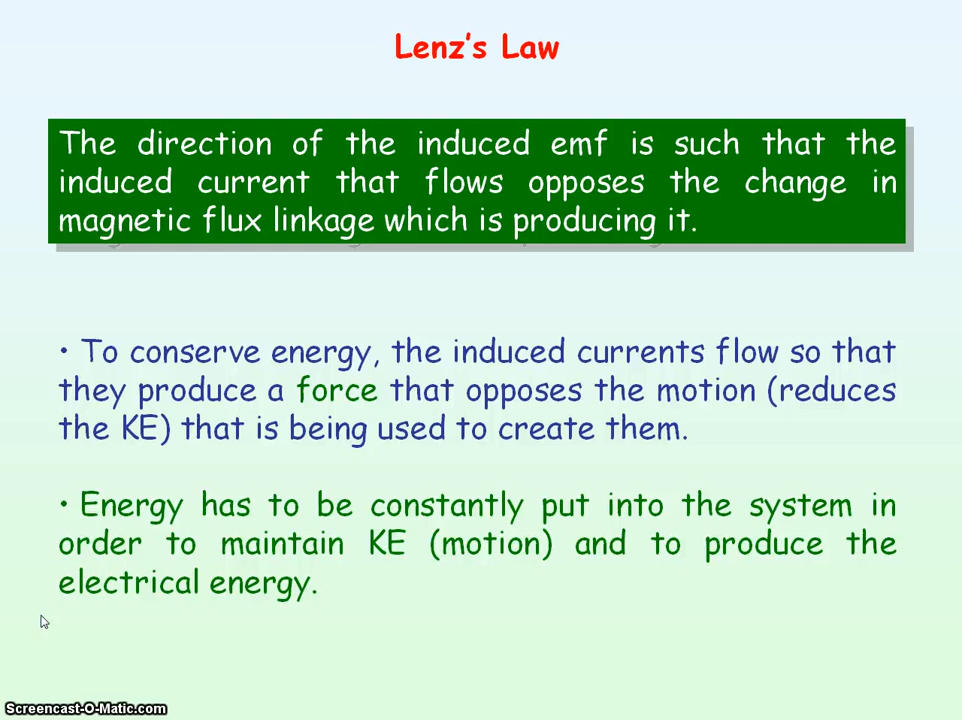 Lenz's Law
The direction of the induced emf is such that the
induced current that flows opposes the change in
magnetic flux linkage which is producing it.
• To conserve energy, the induced currents flow so that
they produce a force that opposes the motion (reduces
the KE) that is being used to create them.
• Energy has to be constantly put into the system in
order to maintain KE (motion) and to produce the
electrical energy.
Screencast-O-Matic.com